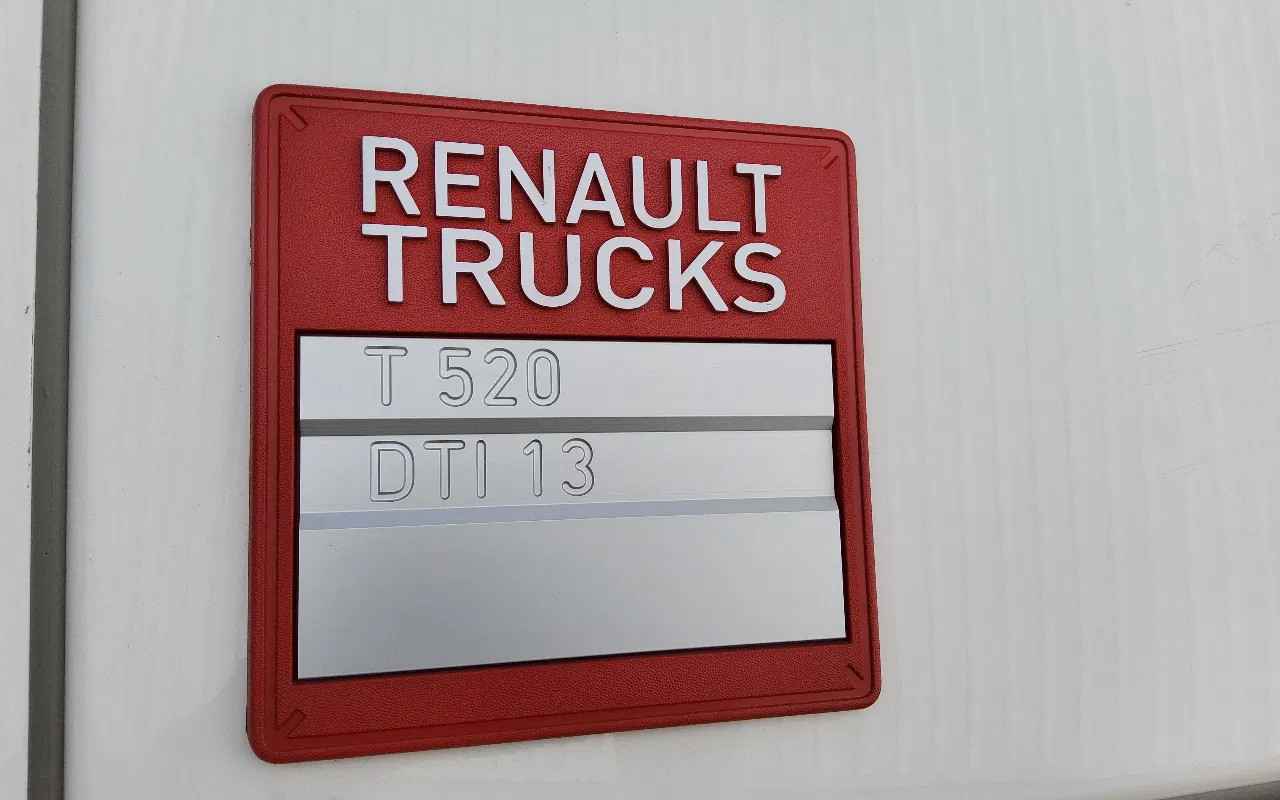 RENAULT
TRUCKS
T 520
DTI 13